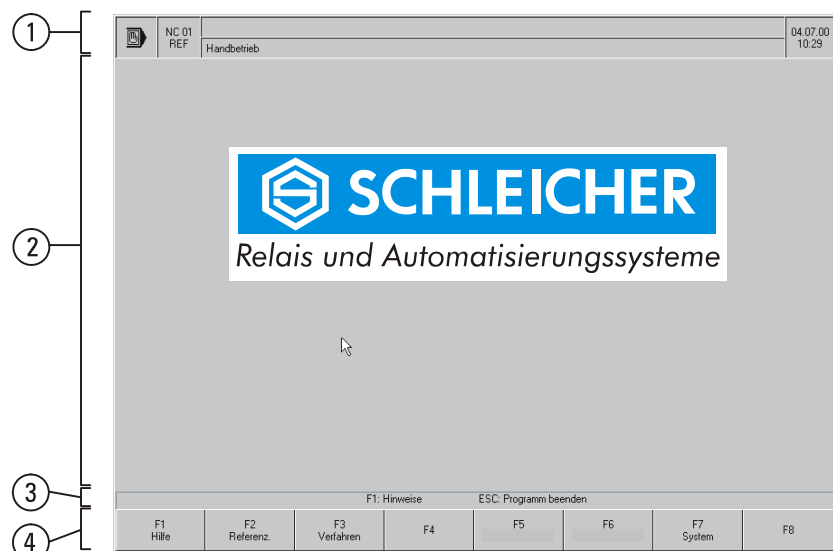 1
NC 01
REF
Handbetrieb
04.07.00
10:29
2
SCHLEICHER
Relais und Automatisierungssysteme
3
F1: Hinweise ESC: Programm beenden
4
F1
Hilfe
F2
Referenz.
F3
Verfahren
F4
F5
F6
F7
System
F8